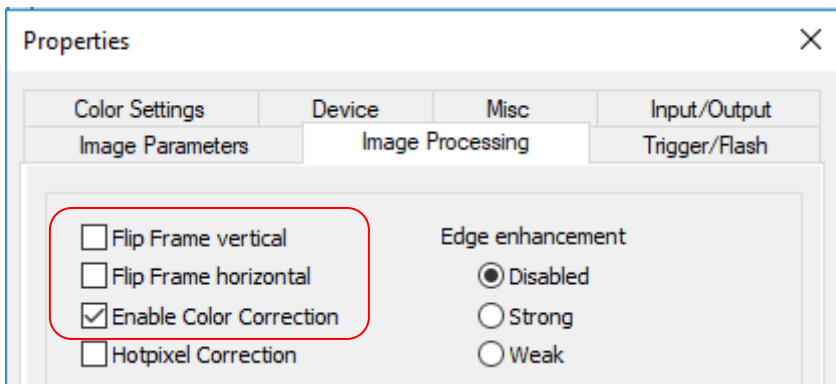 Properties
Color Settings Device Misc Input/Output
Image Parameters Image Processing Trigger/Flash
Flip Frame vertical Edge enhancement
Flip Frame horizontal Disabled
Enable Color Correction Strong
Hotpixel Correction Weak